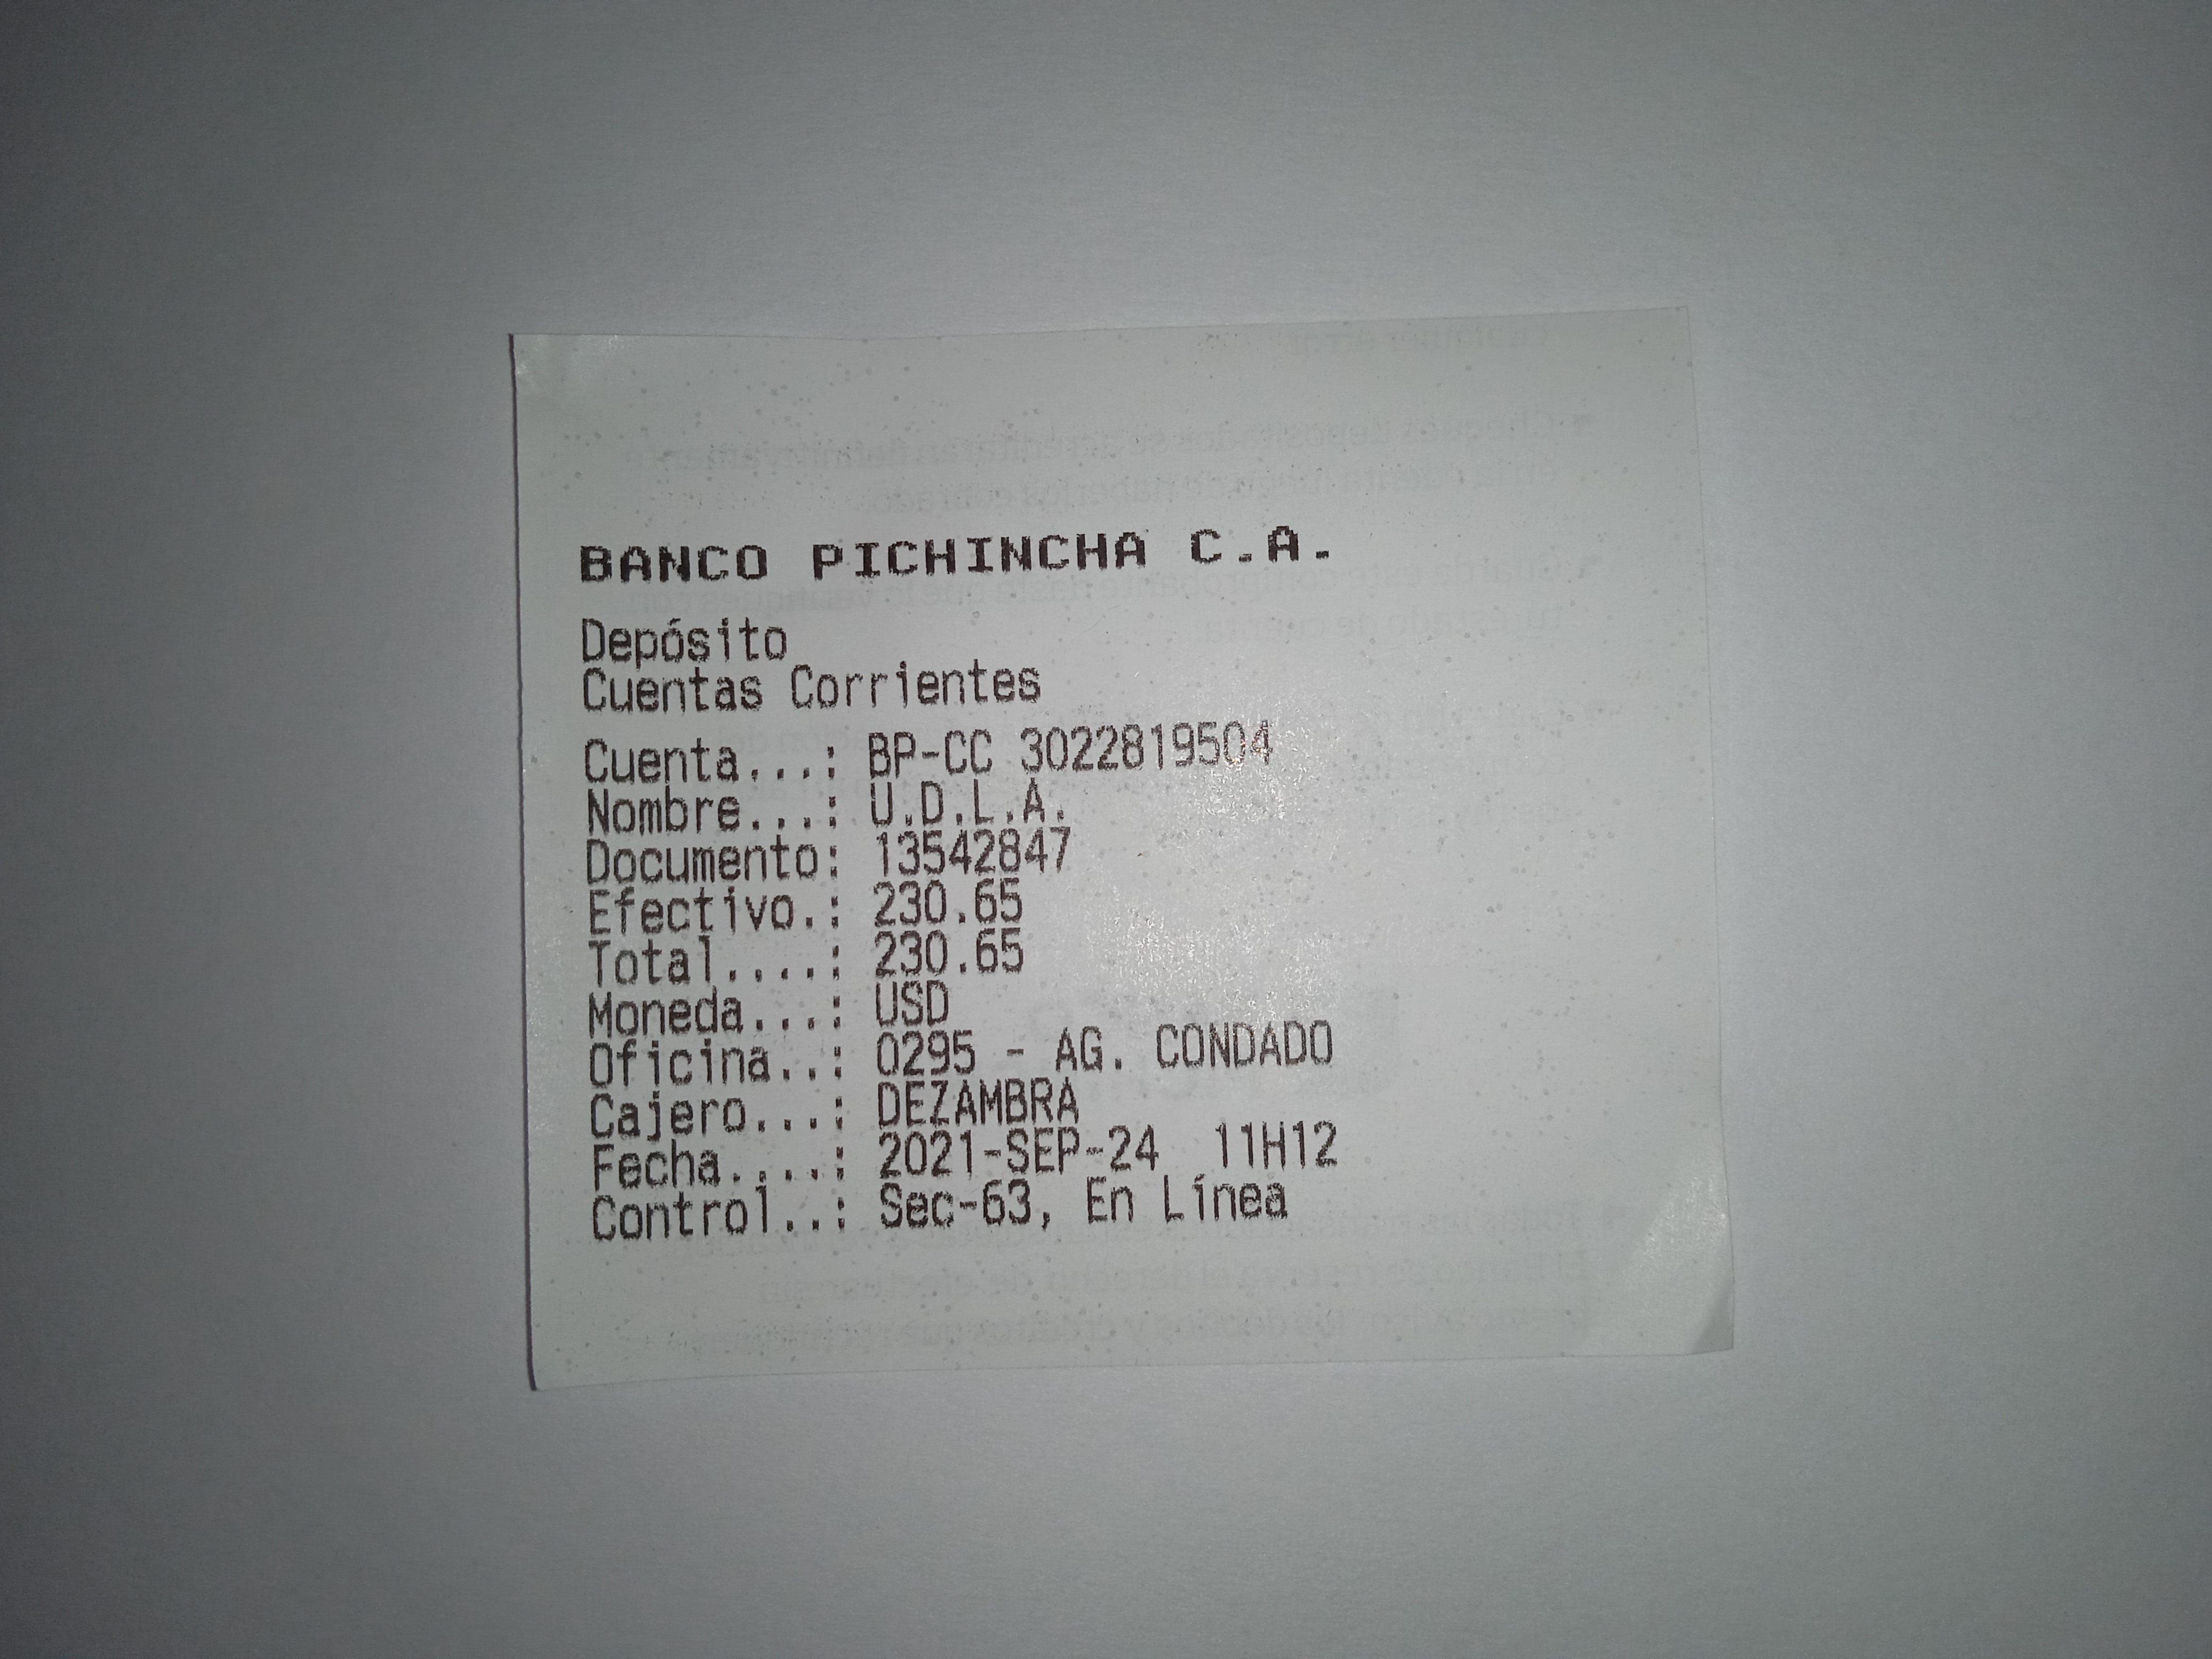 BANCO PICHINCHA C.A.
Depósito
Cuentas Corrientes
Cuenta...: BP-CC 3022819504
Nombre...: U.D.L.A.
Documento: 13542847
Efectivo.: 230.65
Total....: 230.65
Moneda...: USD
Oficina..: 0295 - AG. CONDADO
Cajero...: DEZAMBRA
Fecha....: 2021-SEP-24 11H12
Control..: Sec-63, En Línea